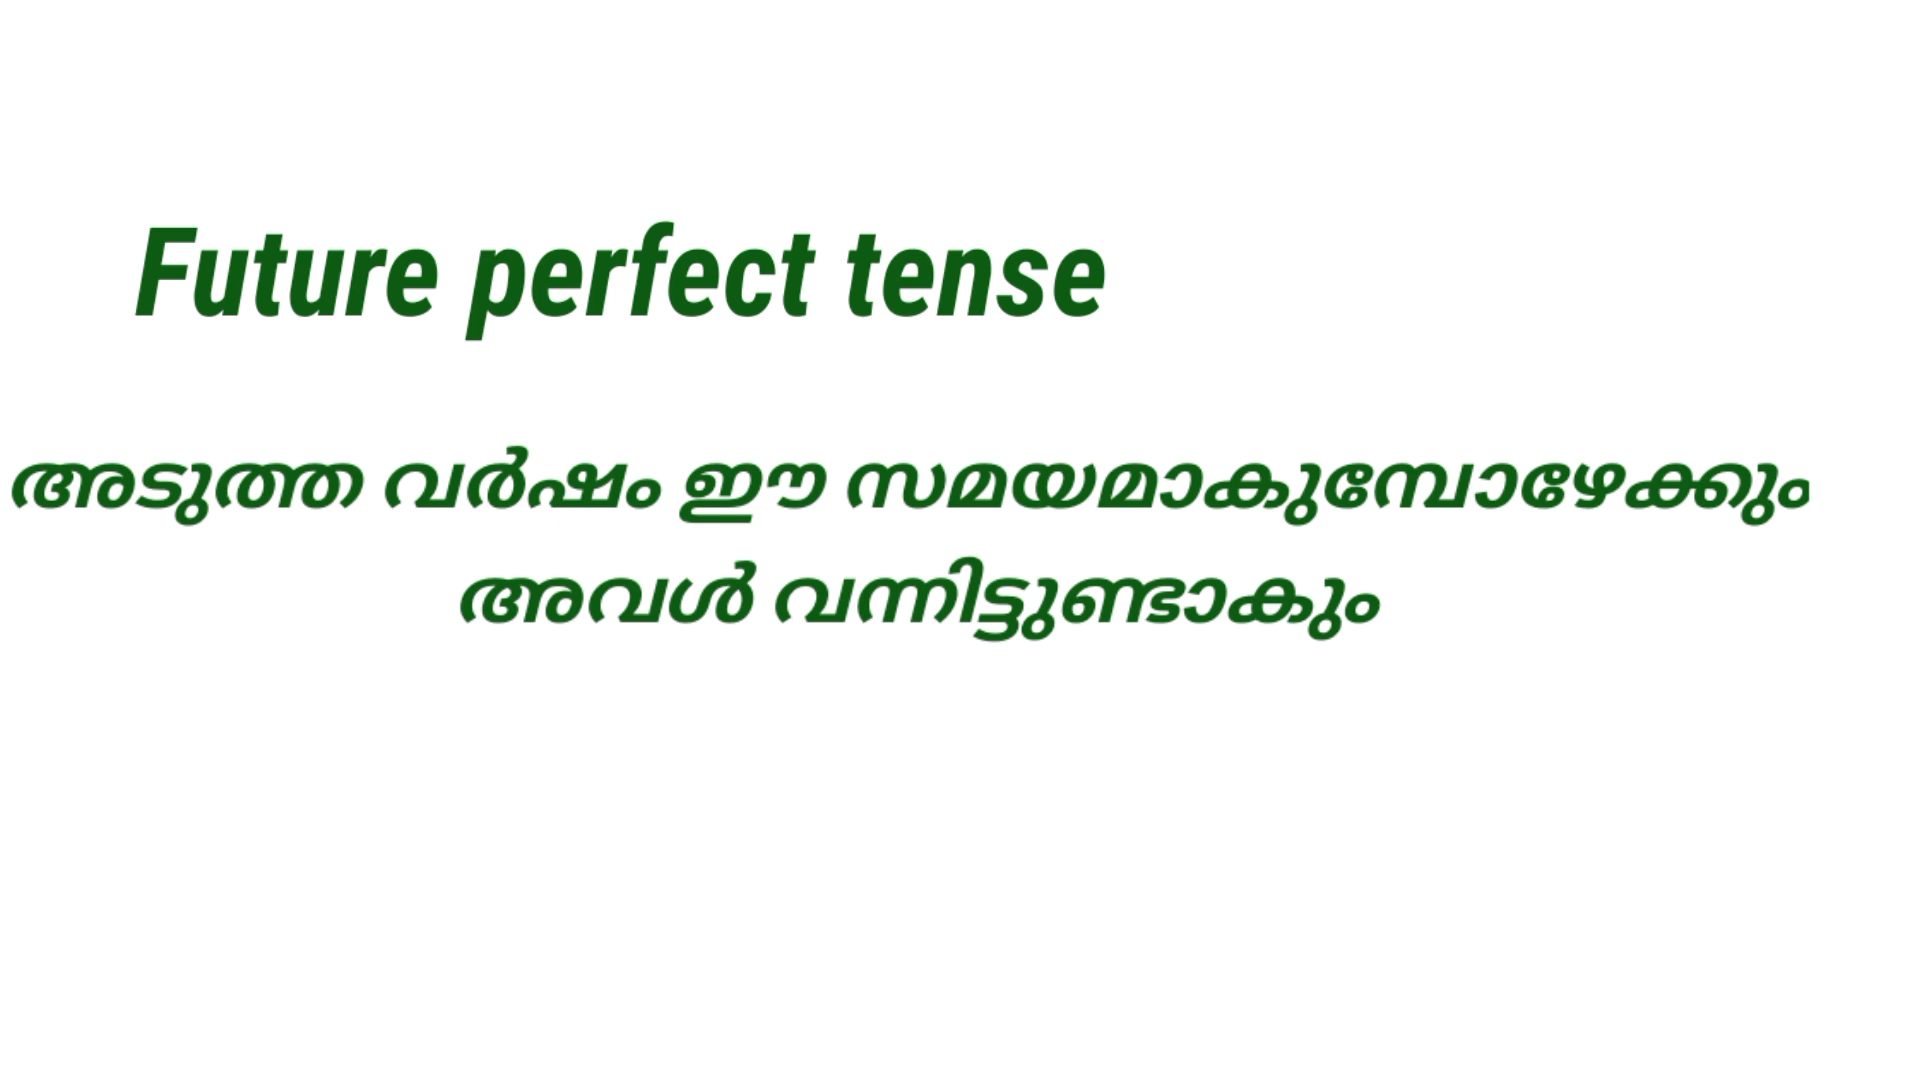 Future perfect tense
അടുത്ത വർഷം ഈ സമയമാകുമ്പോഴേക്കും
അവൾ വന്നിട്ടുണ്ടാകും